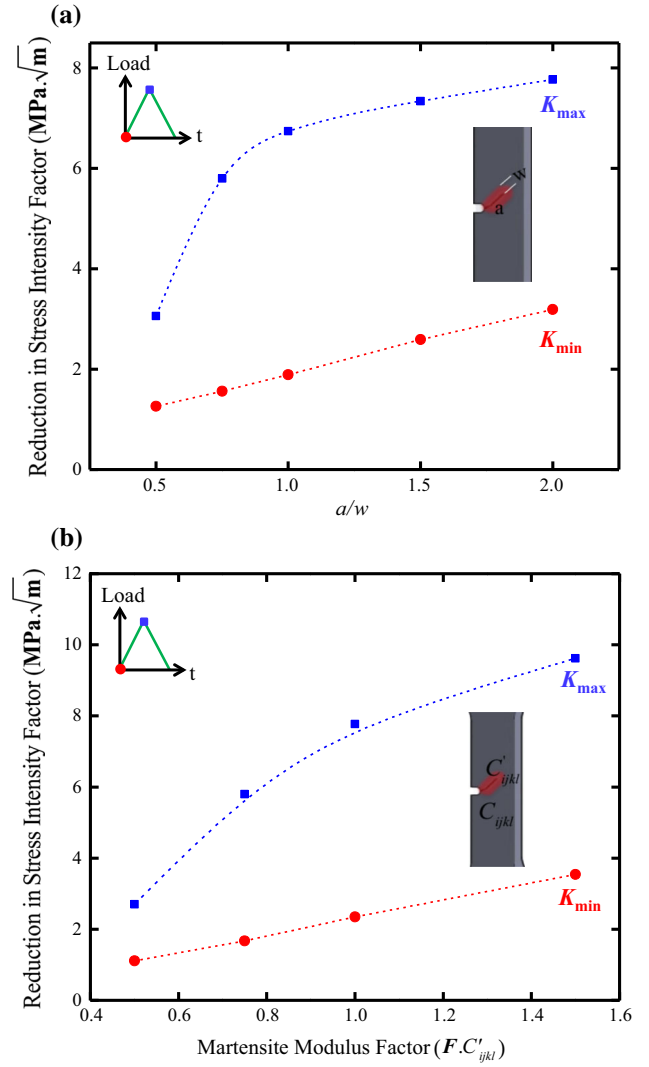 (a)
Reduction in Stress Intensity Factor (MPa.√m)
8
6
4
2
0
Load
t
K_max
w
a
K_min
0.5 1.0 1.5 2.0
a/w
(b)
Reduction in Stress Intensity Factor (MPa.√m)
12
10
8
6
4
2
0
Load
t
K_max
C'_ijkl
C_ijkl
K_min
0.4 0.6 0.8 1.0 1.2 1.4 1.6
Martensite Modulus Factor (F.C'_ijkl)